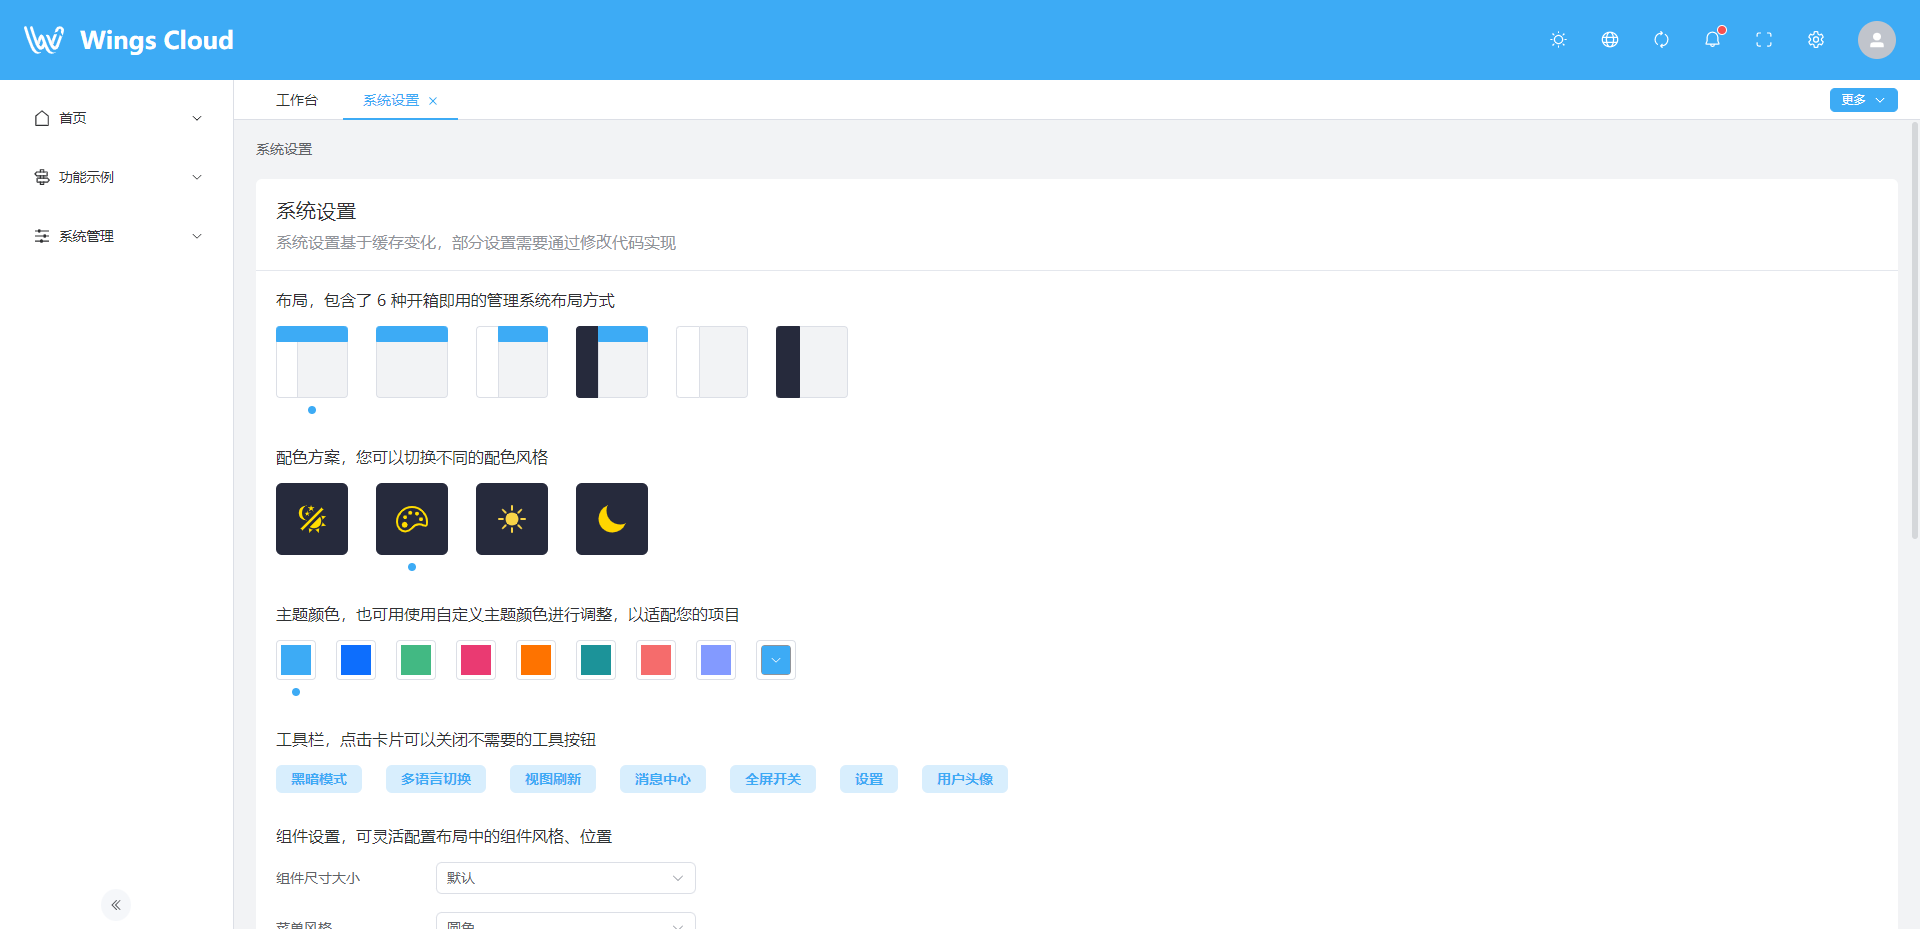 Wings Cloud
首页
功能示例
系统管理
工作台
系统设置
更多
系统设置
系统设置
系统设置基于缓存变化，部分设置需要通过修改代码实现
布局，包含了 6 种开箱即用的管理系统布局方式
配色方案，您可以切换不同的配色风格
主题颜色，也可用使用自定义主题颜色进行调整，以适配您的项目
工具栏，点击卡片可以关闭不需要的工具按钮
黑暗模式 多语言切换 视图刷新 消息中心 全屏开关 设置 用户头像
组件设置，可灵活配置布局中的组件风格、位置
组件尺寸大小 默认
菜单风格 圆角